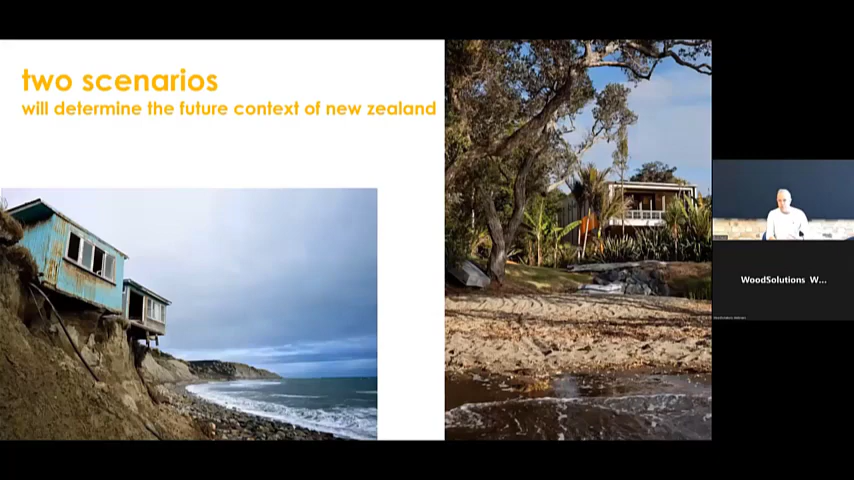 two scenarios
will determine the future context of new zealand
WoodSolutions W...